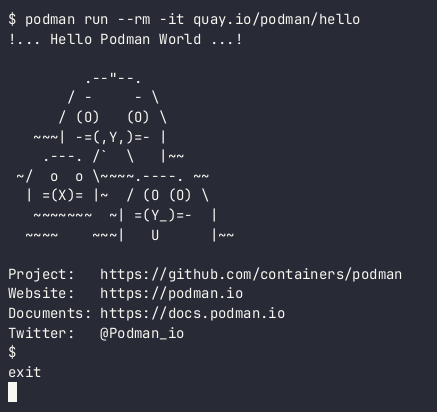 $ podman run --rm -it quay.io/podman/hello
!... Hello Podman World ...!

         .--"--.
       / -     - \
      / (O)   (O) \
   ~~~| -=(,Y,)=- |
    .---. /`  \   |~~
 ~/  o  o \~~~~.----. ~~
  | =(X)= |~  / (O (O) \
   ~~~~~~~  ~| =(Y_)=-  |
  ~~~~    ~~~|   U      |~~

Project:   https://github.com/containers/podman
Website:   https://podman.io
Documents: https://docs.podman.io
Twitter:   @Podman_io
$
exit